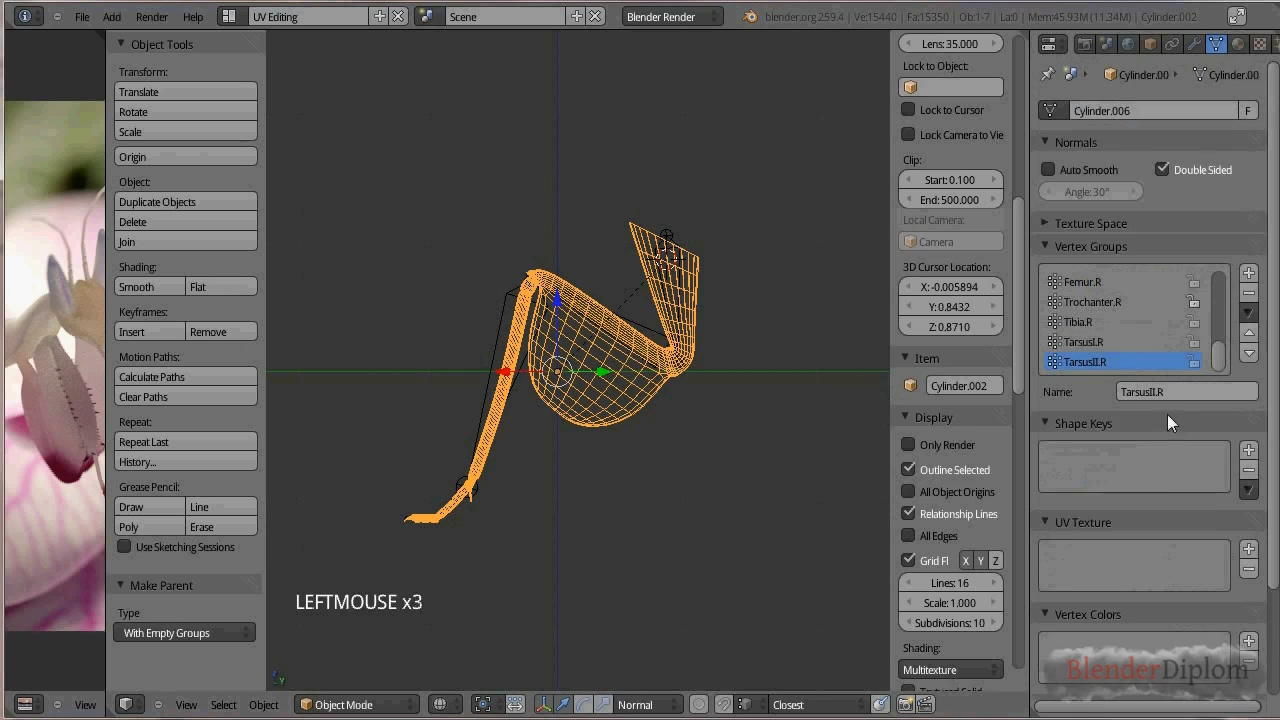 File Add Render Help UV Editing Scene Blender Render blender.org 259.4 | Ve:15440 | Fa:15350 | Ob:1-7 | La:0 | Mem:45.93M (11.34M) | Cylinder.002
Object Tools
Transform:
Translate
Rotate
Scale
Origin
Object:
Duplicate Objects
Delete
Join
Shading:
Smooth Flat
Keyframes:
Insert Remove
Motion Paths:
Calculate Paths
Clear Paths
Repeat:
Repeat Last
History...
Grease Pencil:
Draw Line
Poly Erase
Use Sketching Sessions
Make Parent
Type
With Empty Groups
LEFTMOUSE x3
Lens: 35.000
Lock to Object:
Lock to Cursor
Lock Camera to Vie
Clip:
Start: 0.100
End: 500.000
Local Camera:
Camera
3D Cursor Location:
X: -0.005894
Y: 0.8432
Z: 0.8710
Item
Cylinder.002
Display
Only Render
Outline Selected
All Object Origins
Relationship Lines
All Edges
Grid Fl X Y Z
Lines: 16
Scale: 1.000
Subdivisions: 10
Shading:
Multitexture
Cylinder.00 Cylinder.00
Cylinder.006 F
Normals
Auto Smooth Double Sided
Angle: 30°
Texture Space
Vertex Groups
Femur.R
Trochanter.R
Tibia.R
TarsusI.R
TarsusII.R
Name: TarsusII.R
Shape Keys
UV Texture
Vertex Colors
BlenderDiplom
View View Select Object Object Mode Normal Closest